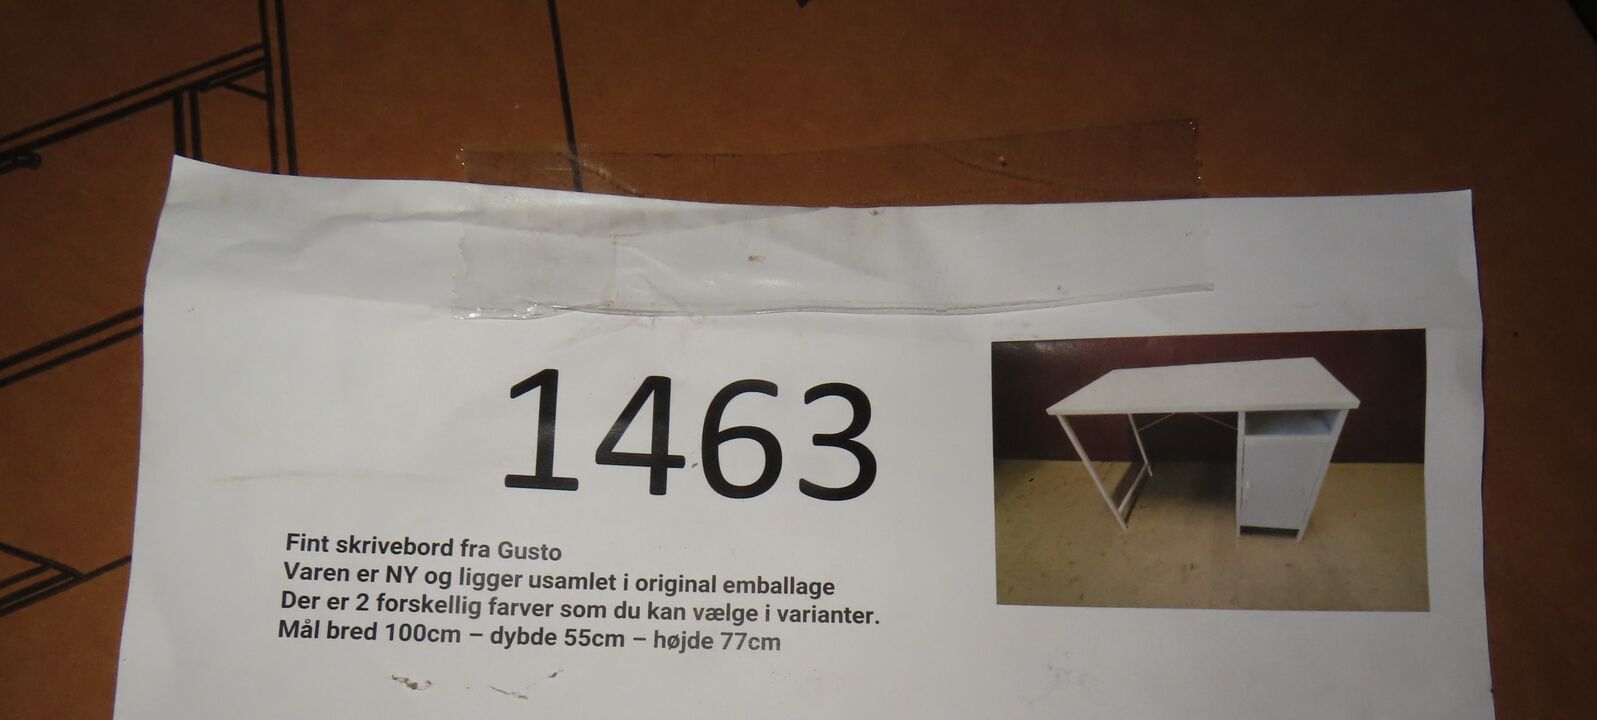 1463
Fint skrivebord fra Gusto
Varen er NY og ligger usamlet i original emballage
Der er 2 forskellig farver som du kan vælge i varianter.
Mål bred 100cm – dybde 55cm – højde 77cm